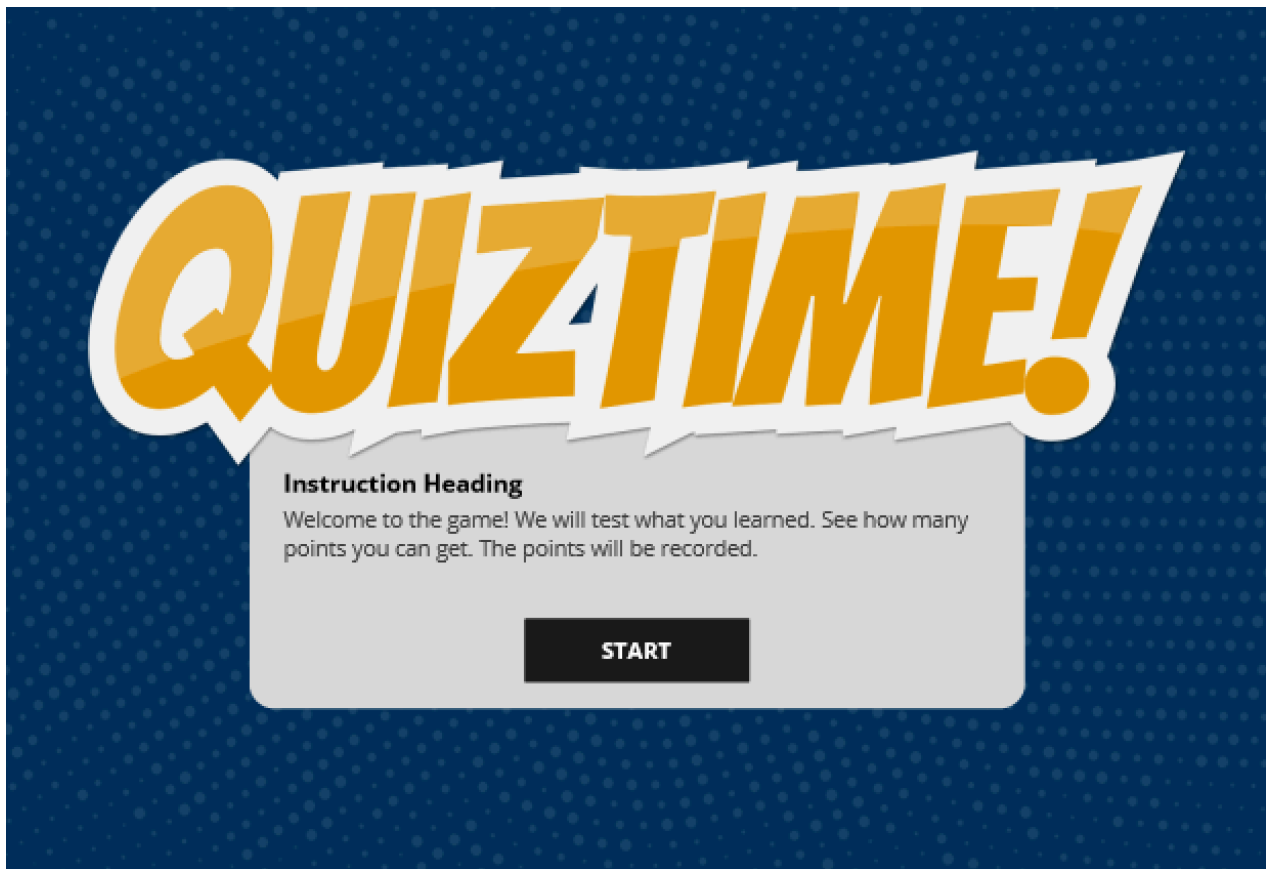 QUIZTIME!
Instruction Heading
Welcome to the game! We will test what you learned. See how many
points you can get. The points will be recorded.
START